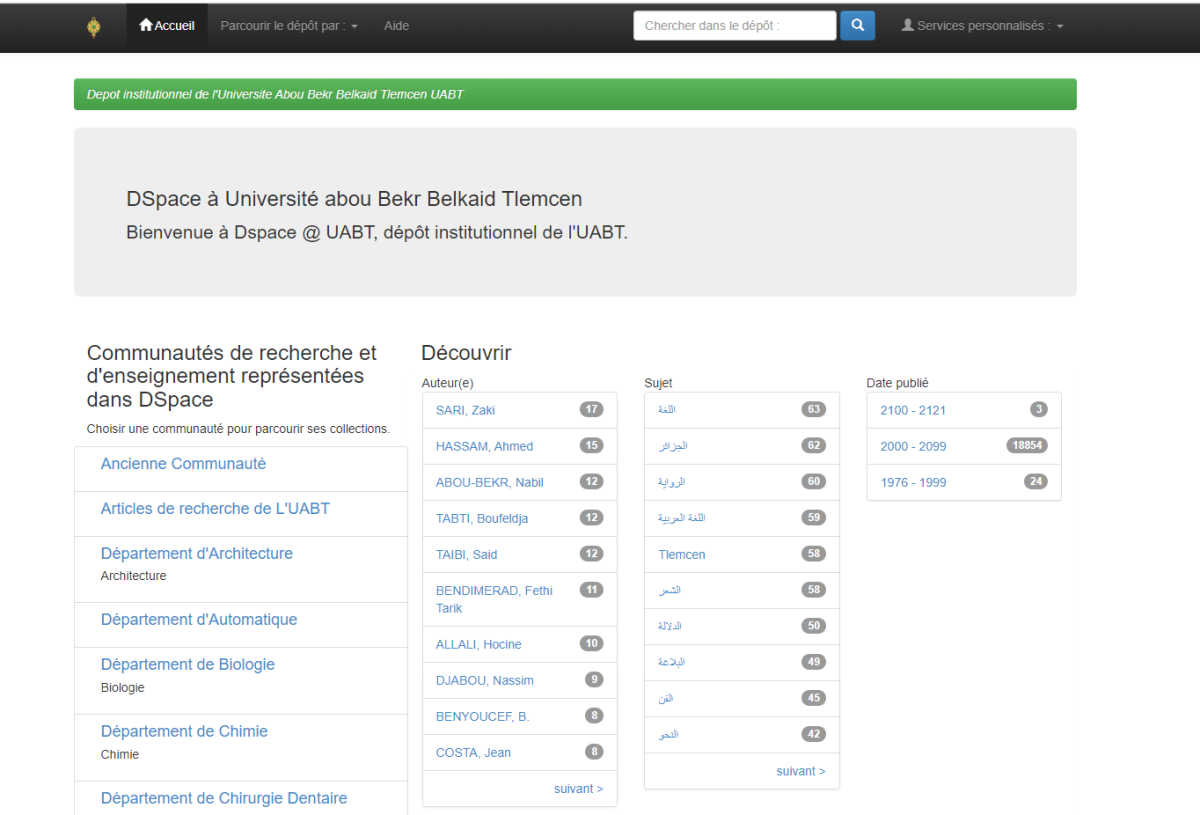 Accueil
Parcourir le dépôt par :
Aide
Chercher dans le dépôt :
Services personnalisés :
Depot institutionnel de l'Universite Abou Bekr Belkaid Tlemcen UABT
DSpace à Université abou Bekr Belkaid Tlemcen
Bienvenue à Dspace @ UABT, dépôt institutionnel de l'UABT.
Communautés de recherche et
d'enseignement représentées
dans DSpace
Choisir une communauté pour parcourir ses collections.
Ancienne Communauté
Articles de recherche de L'UABT
Département d'Architecture
Architecture
Département d'Automatique
Département de Biologie
Biologie
Département de Chimie
Chimie
Département de Chirurgie Dentaire
Découvrir
Auteur(e)
SARI, Zaki 17
HASSAM, Ahmed 15
ABOU-BEKR, Nabil 12
TABTI, Boufeldja 12
TAIBI, Said 12
BENDIMERAD, Fethi 11
Tarik
ALLALI, Hocine 10
DJABOU, Nassim 9
BENYOUCEF, B. 8
COSTA, Jean 8
suivant >
Sujet
اللغة 63
الجزائر 62
الرواية 60
اللغة العربية 59
Tlemcen 58
الشعر 58
الدلالة 50
البلاغة 49
الفن 45
النحو 42
suivant >
Date publié
2100 - 2121 3
2000 - 2099 18854
1976 - 1999 24